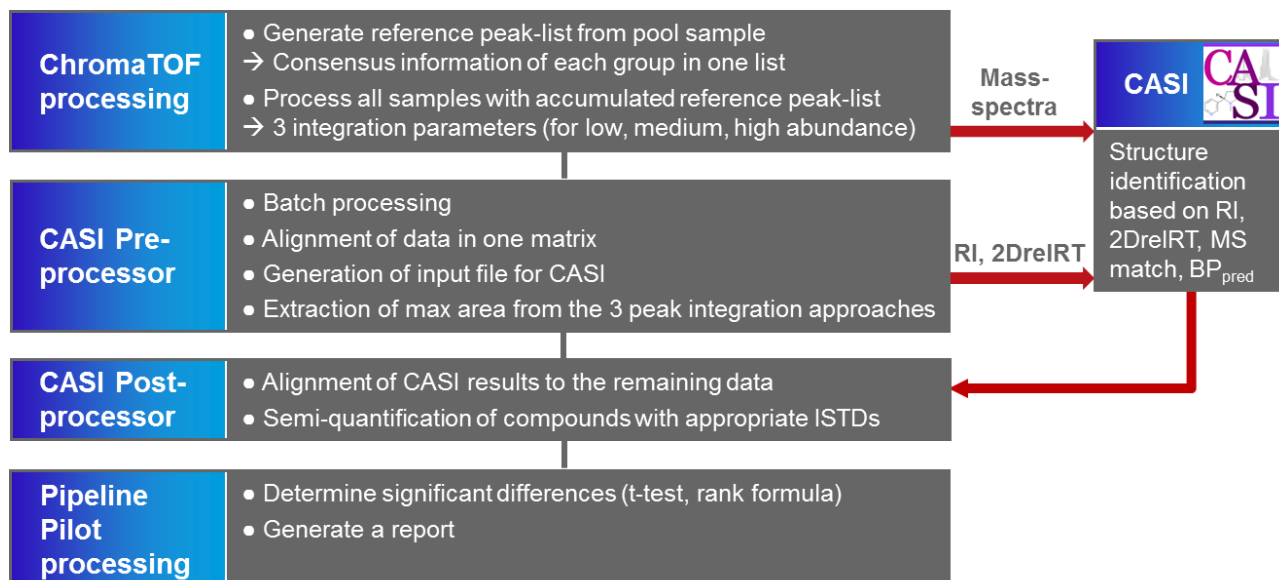 ChromaTOF
processing
● Generate reference peak-list from pool sample
→ Consensus information of each group in one list
● Process all samples with accumulated reference peak-list
→ 3 integration parameters (for low, medium, high abundance)
Mass-
spectra
CASI
CA
SI
Structure
identification
based on RI,
2DrelRT, MS
match, BPpred
CASI Pre-
processor
● Batch processing
● Alignment of data in one matrix
● Generation of input file for CASI
● Extraction of max area from the 3 peak integration approaches
RI, 2DrelRT
CASI Post-
processor
● Alignment of CASI results to the remaining data
● Semi-quantification of compounds with appropriate ISTDs
Pipeline
Pilot
processing
● Determine significant differences (t-test, rank formula)
● Generate a report